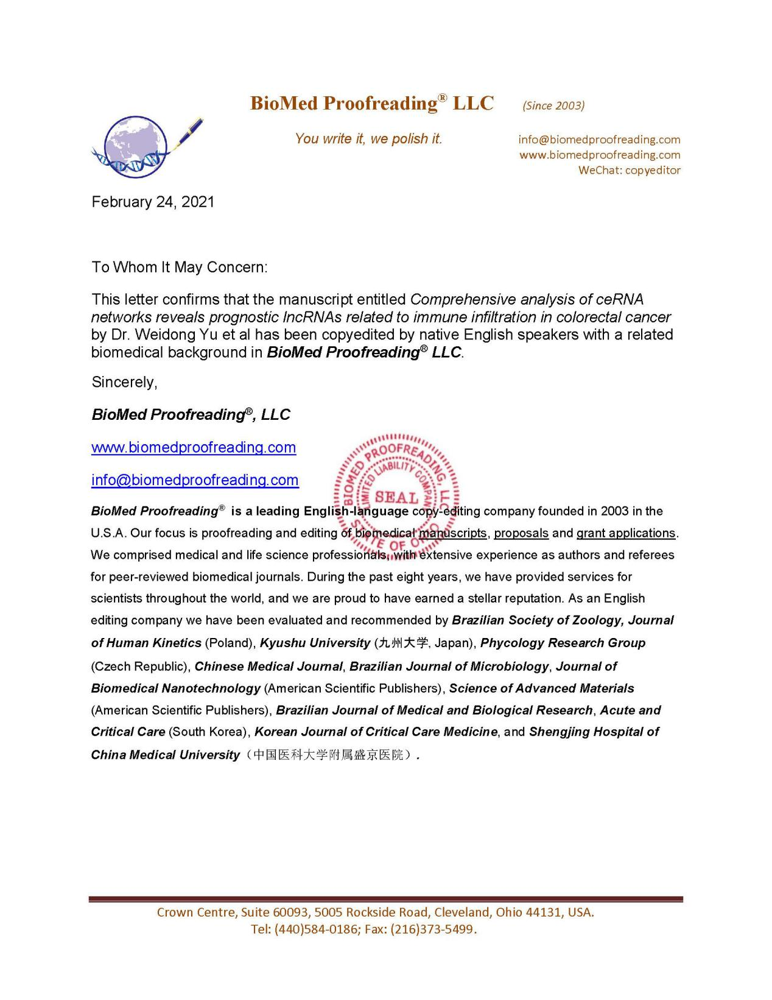 BioMed Proofreading® LLC (Since 2003)
You write it, we polish it.
info@biomedproofreading.com
www.biomedproofreading.com
WeChat: copyeditor
February 24, 2021
To Whom It May Concern:
This letter confirms that the manuscript entitled Comprehensive analysis of ceRNA
networks reveals prognostic lncRNAs related to immune infiltration in colorectal cancer
by Dr. Weidong Yu et al has been copyedited by native English speakers with a related
biomedical background in BioMed Proofreading® LLC.
Sincerely,
BioMed Proofreading®, LLC
www.biomedproofreading.com
info@biomedproofreading.com
BIOMED PROOFREADING, LLC
LIMITED LIABILITY COMPANY
SEAL
STATE OF OHIO
BioMed Proofreading® is a leading English-language copy-editing company founded in 2003 in the
U.S.A. Our focus is proofreading and editing of biomedical manuscripts, proposals and grant applications.
We comprised medical and life science professionals, with extensive experience as authors and referees
for peer-reviewed biomedical journals. During the past eight years, we have provided services for
scientists throughout the world, and we are proud to have earned a stellar reputation. As an English
editing company we have been evaluated and recommended by Brazilian Society of Zoology, Journal
of Human Kinetics (Poland), Kyushu University (九州大学, Japan), Phycology Research Group
(Czech Republic), Chinese Medical Journal, Brazilian Journal of Microbiology, Journal of
Biomedical Nanotechnology (American Scientific Publishers), Science of Advanced Materials
(American Scientific Publishers), Brazilian Journal of Medical and Biological Research, Acute and
Critical Care (South Korea), Korean Journal of Critical Care Medicine, and Shengjing Hospital of
China Medical University（中国医科大学附属盛京医院）.
Crown Centre, Suite 60093, 5005 Rockside Road, Cleveland, Ohio 44131, USA.
Tel: (440)584-0186; Fax: (216)373-5499.